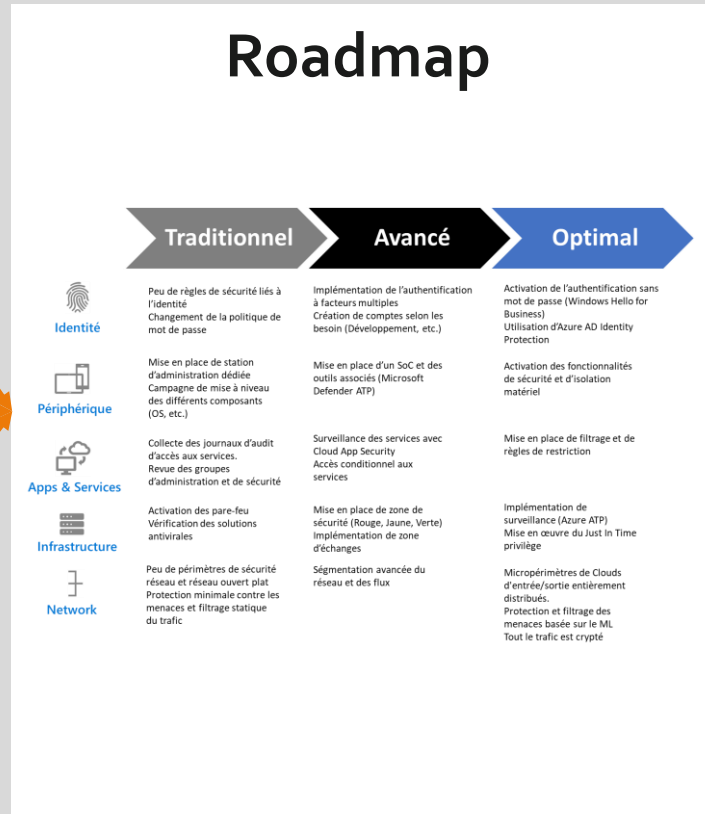 Roadmap
Traditionnel
Avancé
Optimal
Identité
Peu de règles de sécurité liés à
l'identité
Changement de la politique de
mot de passe
Implémentation de l'authentification
à facteurs multiples
Création de comptes selon les
besoin (Développement, etc.)
Activation de l'authentification sans
mot de passe (Windows Hello for
Business)
Utilisation d'Azure AD Identity
Protection
Périphérique
Mise en place de station
d'administration dédiée
Campagne de mise à niveau
des différents composants
(OS, etc.)
Mise en place d'un SoC et des
outils associés (Microsoft
Defender ATP)
Activation des fonctionnalités
de sécurité et d'isolation
matériel
Apps & Services
Collecte des journaux d'audit
d'accès aux services.
Revue des groupes
d'administration et de sécurité
Surveillance des services avec
Cloud App Security
Accès conditionnel aux
services
Mise en place de filtrage et de
règles de restriction
Infrastructure
Activation des pare-feu
Vérification des solutions
antivirales
Mise en place de zone de
sécurité (Rouge, Jaune, Verte)
Implémentation de zone
d'échanges
Implémentation de
surveillance (Azure ATP)
Mise en œuvre du Just In Time
privilège
Network
Peu de périmètres de sécurité
réseau et réseau ouvert plat
Protection minimale contre les
menaces et filtrage statique
du trafic
Ségmentation avancée du
réseau et des flux
Micropérimètres de Clouds
d'entrée/sortie entièrement
distribués.
Protection et filtrage des
menaces basée sur le ML
Tout le trafic est crypté